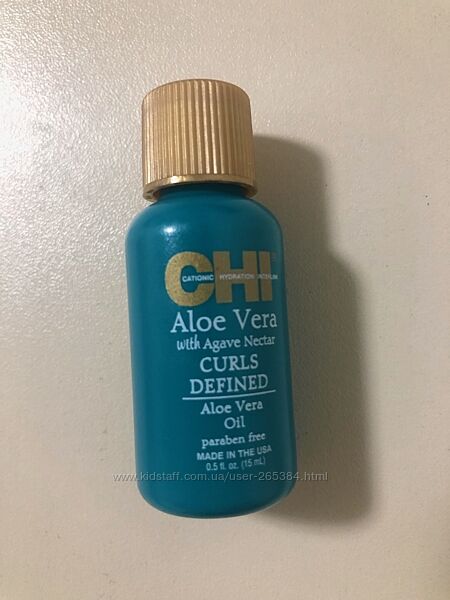 CHI
CATIONIC HYDRATION INTERLINK
Aloe Vera
with Agave Nectar
CURLS
DEFINED
Aloe Vera
Oil
paraben free
MADE IN THE USA
0.5 fl. oz. (15 mL)
www.kidstaff.com.ua/user-265384.html